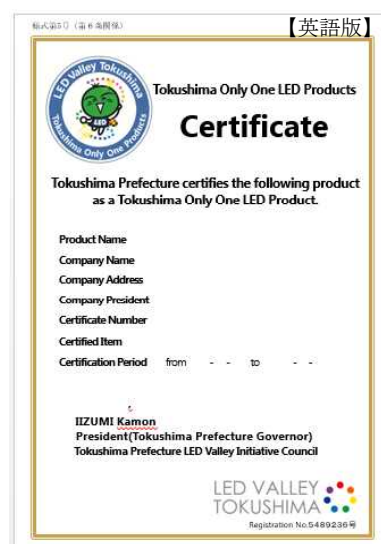 様式第5号（第6条関係）
【英語版】
LED Valley Tokushima
LED
Tokushima Only One Products
Tokushima Only One LED Products
Certificate
Tokushima Prefecture certifies the following product
as a Tokushima Only One LED Product.
Product Name
Company Name
Company Address
Company President
Certificate Number
Certified Item
Certification Period from - - to - -
IIZUMI Kamon
President(Tokushima Prefecture Governor)
Tokushima Prefecture LED Valley Initiative Council
LED VALLEY
TOKUSHIMA
Registration No.5489236号